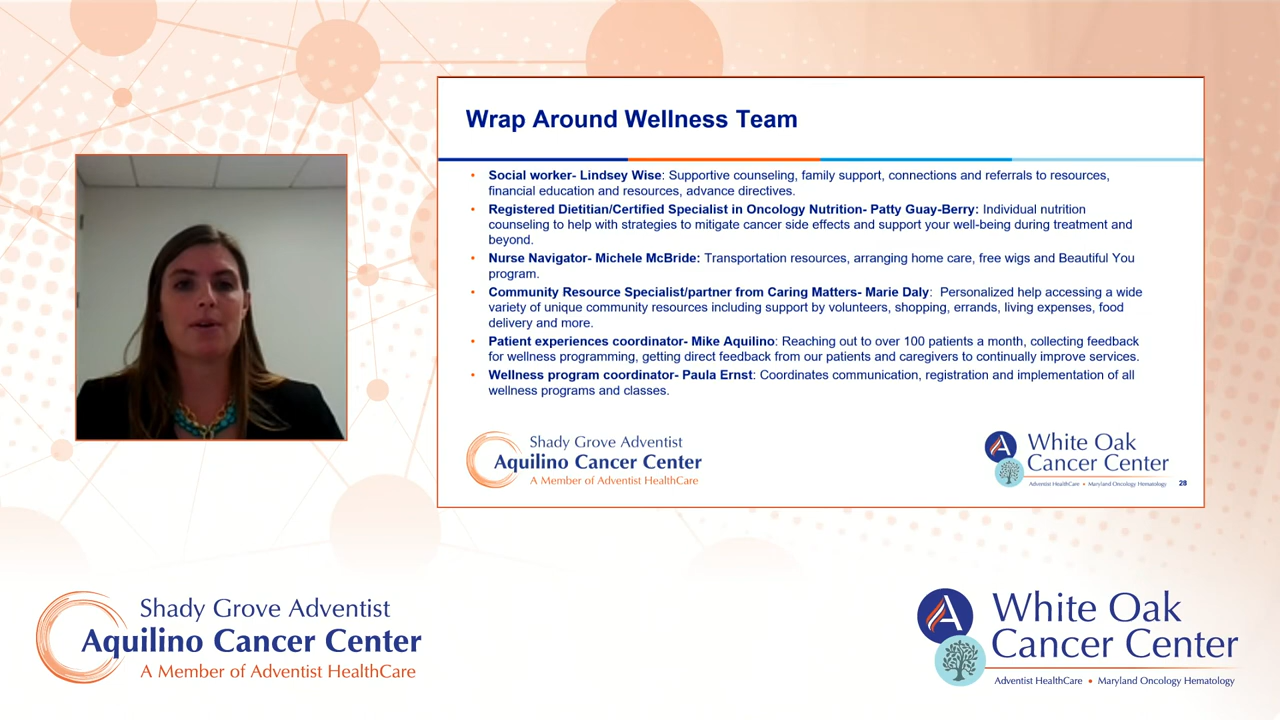 Wrap Around Wellness Team
• Social worker- Lindsey Wise: Supportive counseling, family support, connections and referrals to resources,
financial education and resources, advance directives.
• Registered Dietitian/Certified Specialist in Oncology Nutrition- Patty Guay-Berry: Individual nutrition
counseling to help with strategies to mitigate cancer side effects and support your well-being during treatment and
beyond.
• Nurse Navigator- Michele McBride: Transportation resources, arranging home care, free wigs and Beautiful You
program.
• Community Resource Specialist/partner from Caring Matters- Marie Daly: Personalized help accessing a wide
variety of unique community resources including support by volunteers, shopping, errands, living expenses, food
delivery and more.
• Patient experiences coordinator- Mike Aquilino: Reaching out to over 100 patients a month, collecting feedback
for wellness programming, getting direct feedback from our patients and caregivers to continually improve services.
• Wellness program coordinator- Paula Ernst: Coordinates communication, registration and implementation of all
wellness programs and classes.
Shady Grove Adventist
Aquilino Cancer Center
A Member of Adventist HealthCare
A
White Oak
Cancer Center
Adventist HealthCare • Maryland Oncology Hematology
28
Shady Grove Adventist
Aquilino Cancer Center
A Member of Adventist HealthCare
A
White Oak
Cancer Center
Adventist HealthCare • Maryland Oncology Hematology